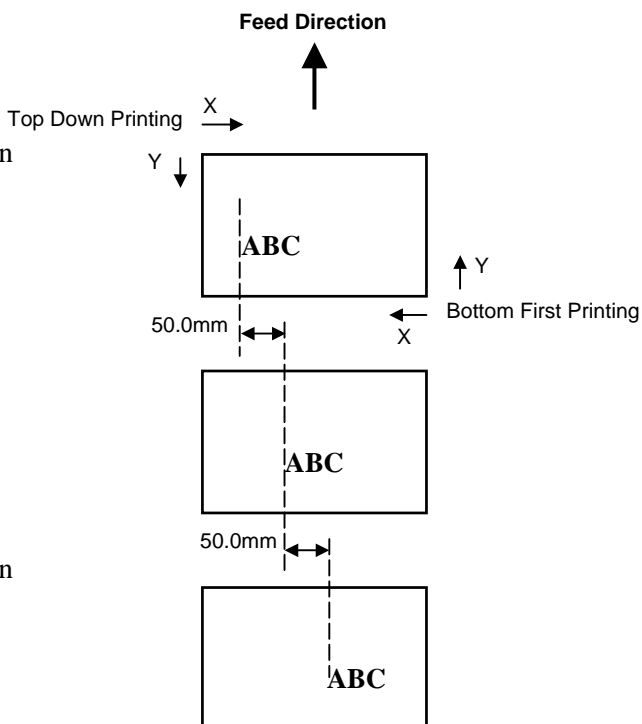 Feed Direction
X
Top Down Printing
n
Y
ABC
Y
50.0mm
Bottom First Printing
X
ABC
50.0mm
n
ABC